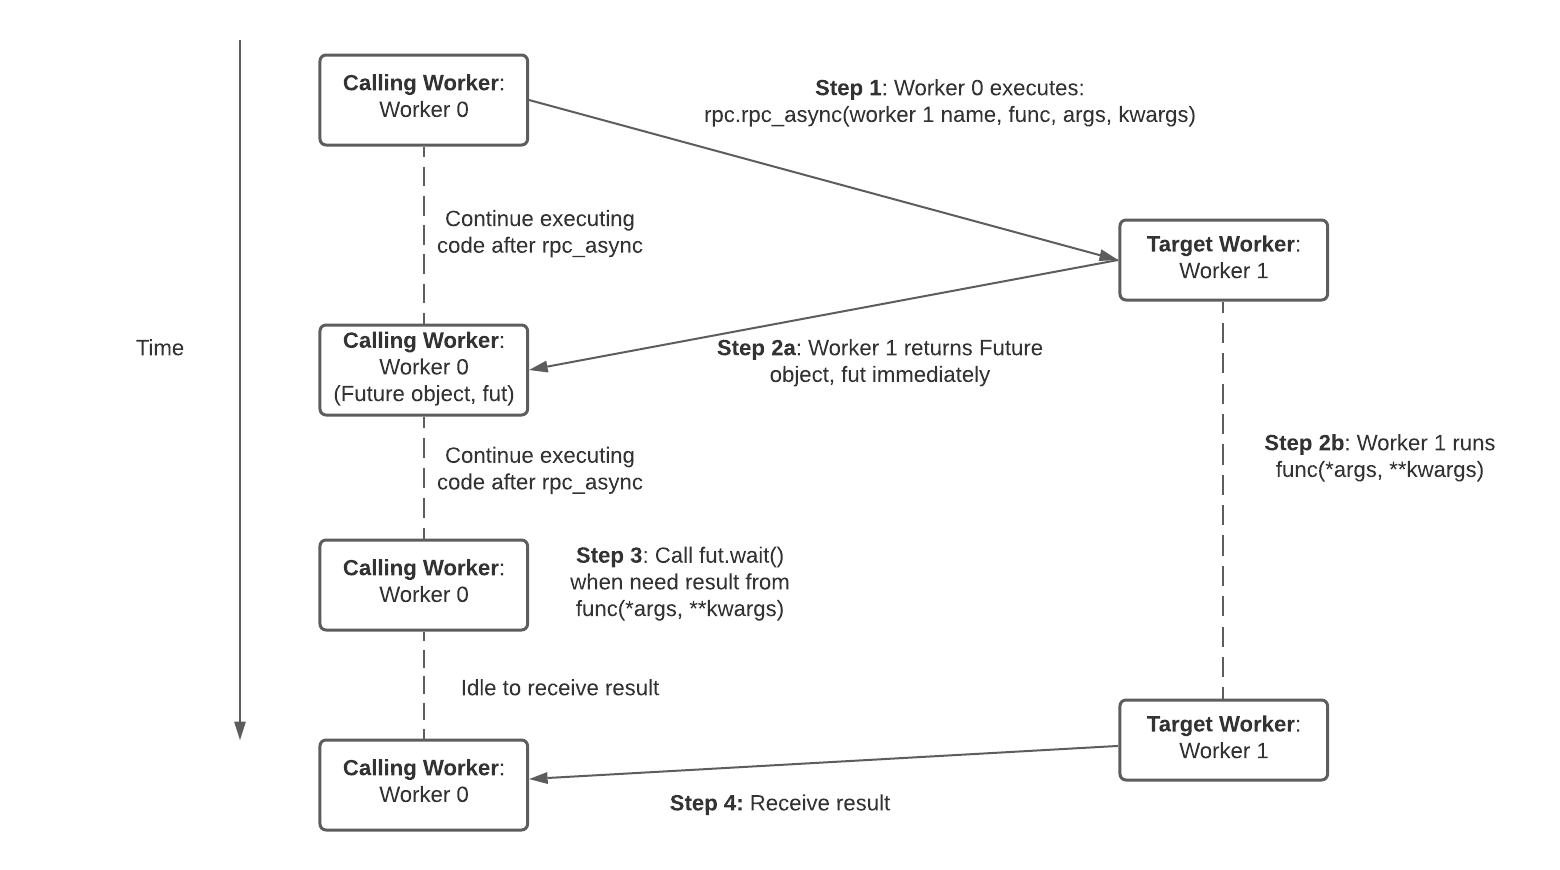 Calling Worker:
Worker 0
Step 1: Worker 0 executes:
rpc.rpc_async(worker 1 name, func, args, kwargs)
Continue executing
code after rpc_async
Target Worker:
Worker 1
Time
Calling Worker:
Worker 0
(Future object, fut)
Step 2a: Worker 1 returns Future
object, fut immediately
Continue executing
code after rpc_async
Step 2b: Worker 1 runs
func(*args, **kwargs)
Calling Worker:
Worker 0
Step 3: Call fut.wait()
when need result from
func(*args, **kwargs)
Idle to receive result
Target Worker:
Worker 1
Calling Worker:
Worker 0
Step 4: Receive result